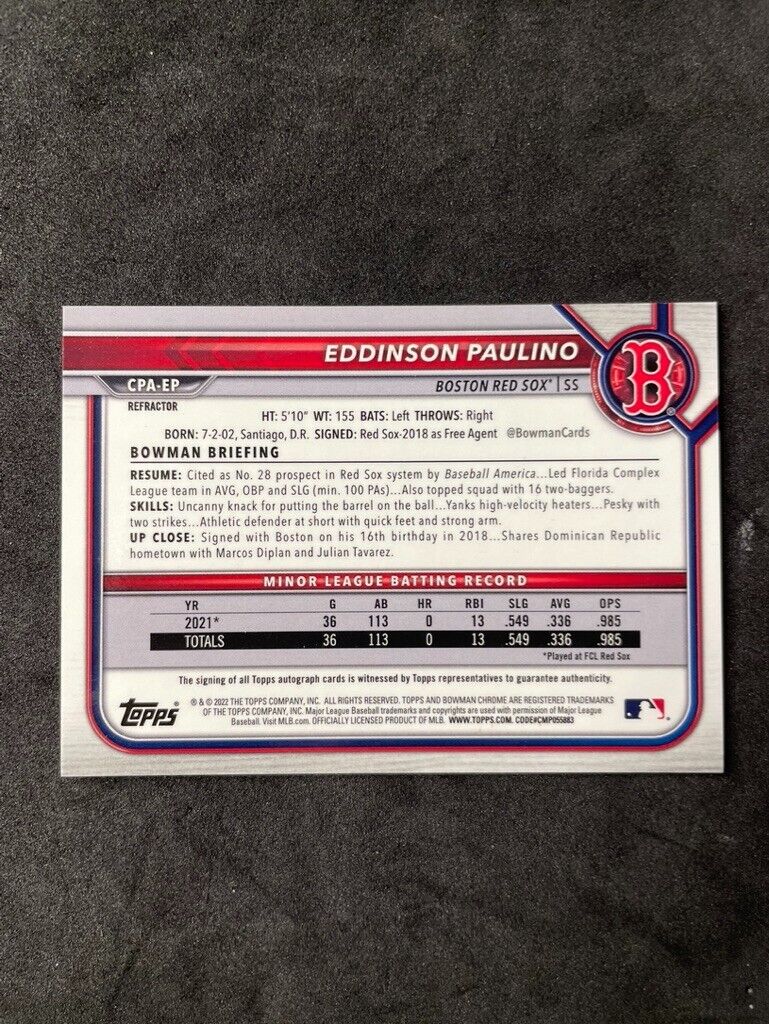 EDDINSON PAULINO
CPA-EP
BOSTON RED SOX® | SS
B
®
REFRACTOR
HT: 5'10" WT: 155 BATS: Left THROWS: Right
BORN: 7-2-02, Santiago, D.R. SIGNED: Red Sox-2018 as Free Agent @BowmanCards
BOWMAN BRIEFING
RESUME: Cited as No. 28 prospect in Red Sox system by Baseball America...Led Florida Complex
League team in AVG, OBP and SLG (min. 100 PAs)...Also topped squad with 16 two-baggers.
SKILLS: Uncanny knack for putting the barrel on the ball...Yanks high-velocity heaters...Pesky with
two strikes...Athletic defender at short with quick feet and strong arm.
UP CLOSE: Signed with Boston on his 16th birthday in 2018...Shares Dominican Republic
hometown with Marcos Diplan and Julian Tavarez.
MINOR LEAGUE BATTING RECORD
YR G AB HR RBI SLG AVG OPS
2021* 36 113 0 13 .549 .336 .985
TOTALS 36 113 0 13 .549 .336 .985
*Played at FCL Red Sox
The signing of all Topps autograph cards is witnessed by Topps representatives to guarantee authenticity.
TOPPS®
® & © 2022 THE TOPPS COMPANY, INC. ALL RIGHTS RESERVED. TOPPS AND BOWMAN CHROME ARE REGISTERED TRADEMARKS
OF THE TOPPS COMPANY, INC. Major League Baseball trademarks and copyrights are used with permission of Major League
Baseball. Visit MLB.com. OFFICIALLY LICENSED PRODUCT OF MLB. WWW.TOPPS.COM. CODE#CMP055883